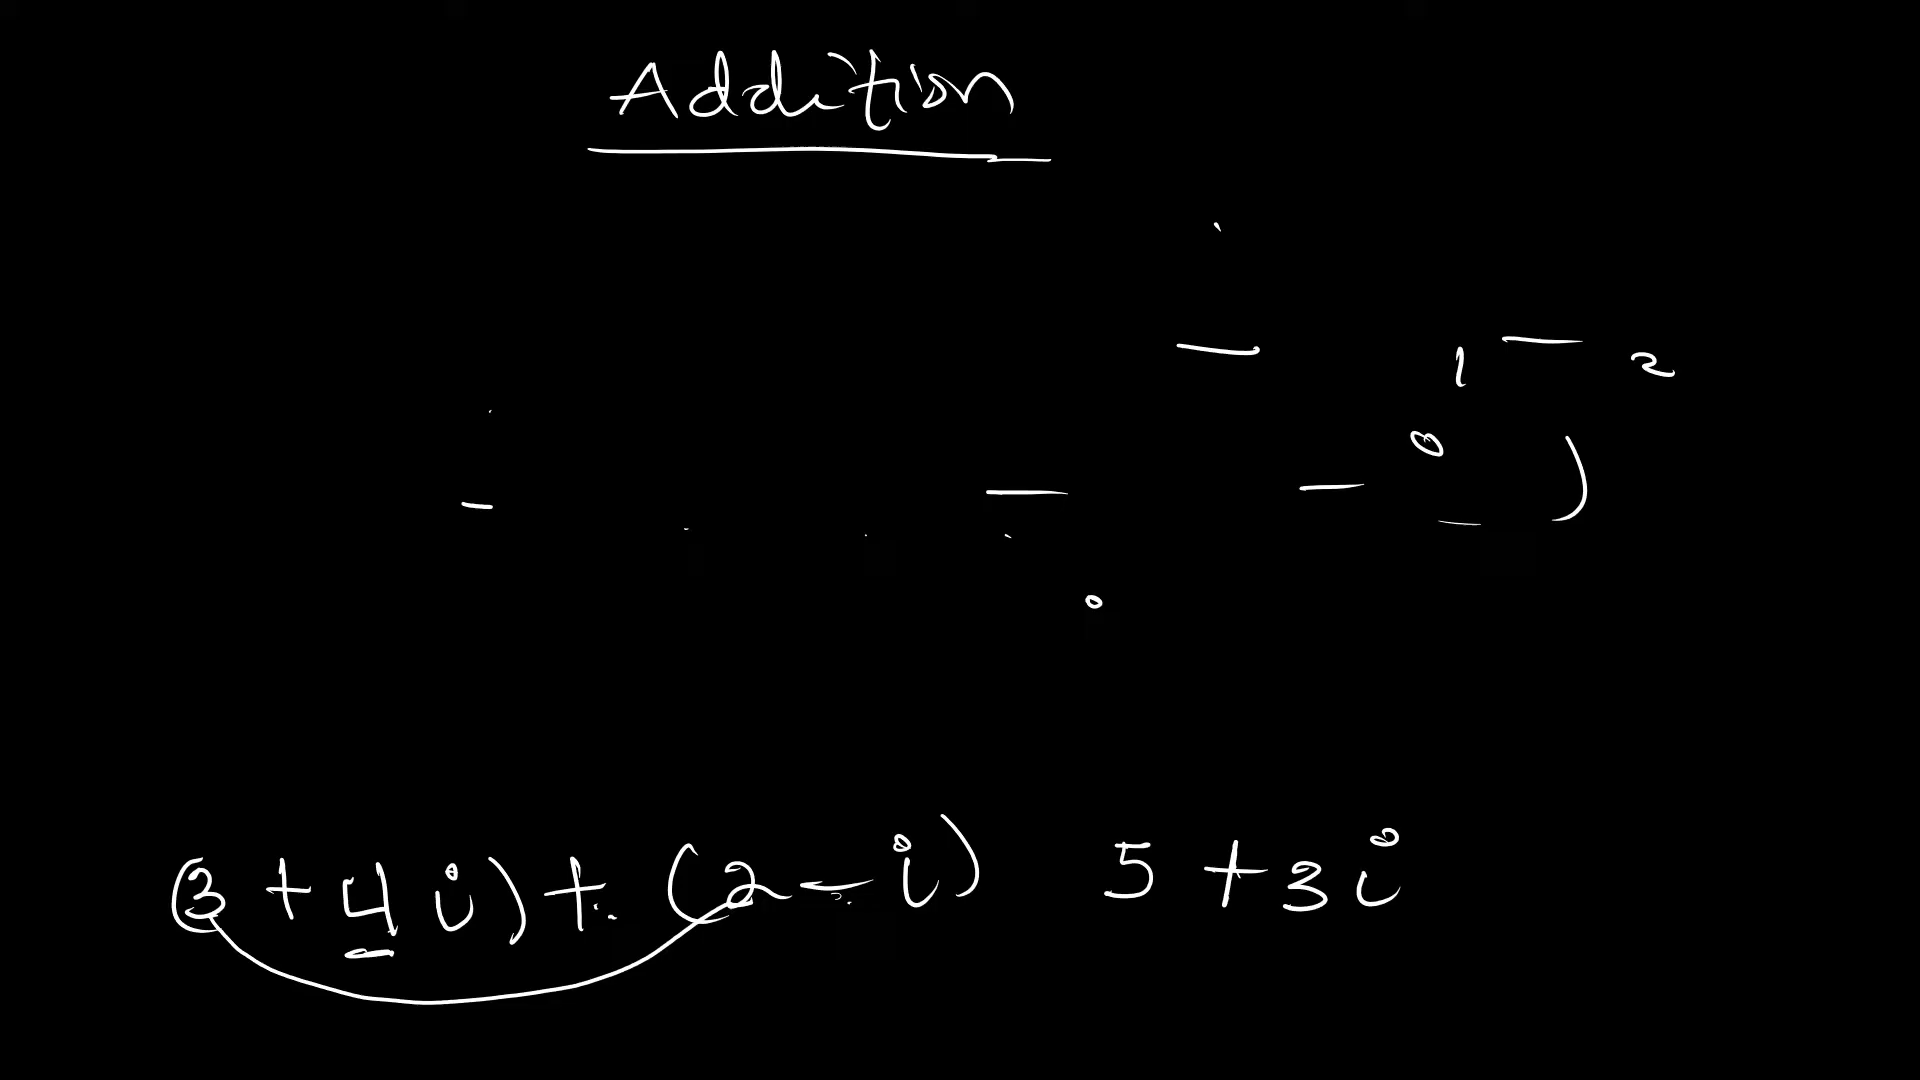 Addition
(3 + 4i) + (2 - i) 5 + 3i